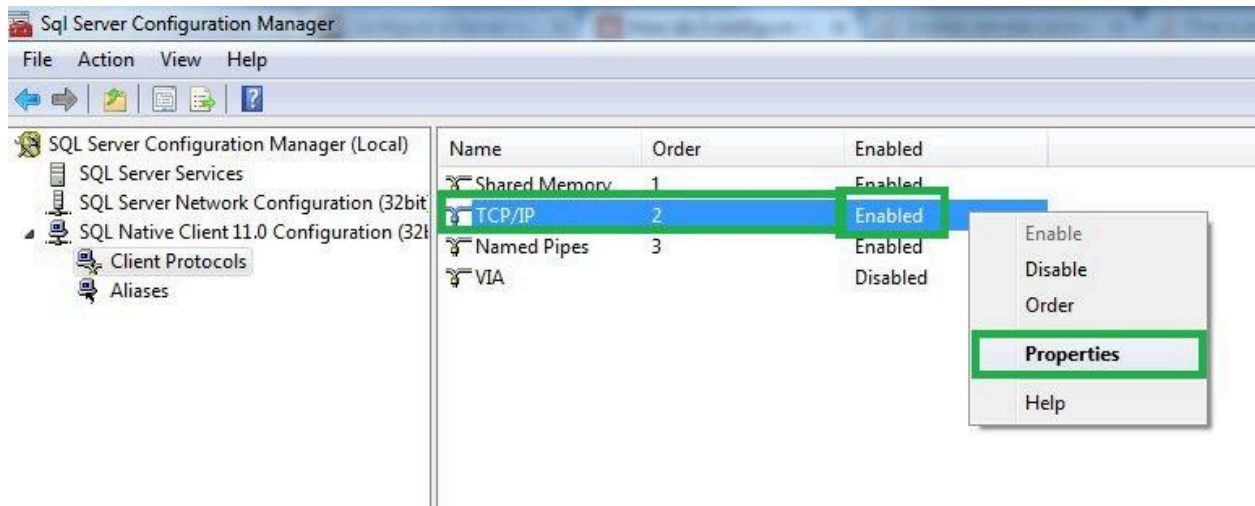 Sql Server Configuration Manager
File Action View Help
SQL Server Configuration Manager (Local)
SQL Server Services
SQL Server Network Configuration (32bit
SQL Native Client 11.0 Configuration (32b
Client Protocols
Aliases
Name Order Enabled
Shared Memory 1 Enabled
TCP/IP 2 Enabled
Named Pipes 3 Enabled
VIA Disabled
Enable
Disable
Order
Properties
Help